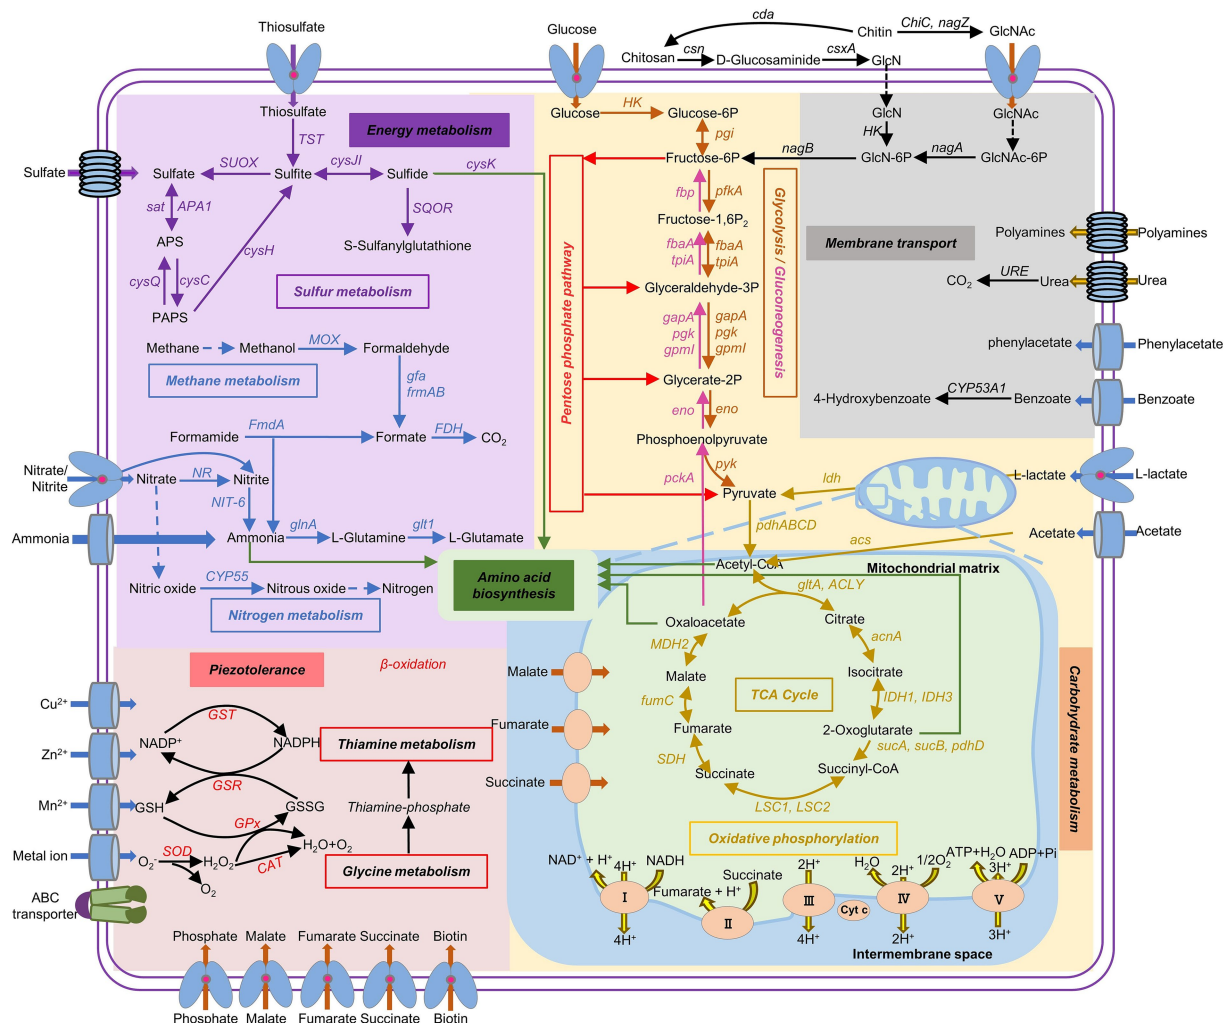 Thiosulfate
Glucose
cda
Chitin
ChiC, nagZ
GlcNAc
Chitosan
csn
D-Glucosaminide
csxA
GlcN
Thiosulfate
Glucose
HK
Glucose-6P
GlcN
GlcNAc
Energy metabolism
TST
pgi
HK
Sulfate
Sulfate
SUOX
Sulfite
cysJI
Sulfide
cysK
Fructose-6P
nagB
GlcN-6P
nagA
GlcNAc-6P
sat
APA1
SQOR
fbp
pfkA
APS
S-Sulfanylglutathione
Fructose-1,6P₂
Membrane transport
Polyamines
Polyamines
cysH
fbaA
tpiA
fbaA
tpiA
cysQ
cysC
Sulfur metabolism
Glyceraldehyde-3P
CO₂
URE
Urea
Urea
PAPS
gapA
pgk
gpmI
gapA
pgk
gpmI
Glycolysis / Gluconeogenesis
Pentose phosphate pathway
Methane
Methanol
MOX
Formaldehyde
phenylacetate
Phenylacetate
Methane metabolism
gfa
frmAB
Glycerate-2P
4-Hydroxybenzoate
CYP53A1
Benzoate
Benzoate
eno
eno
Formamide
FmdA
Formate
FDH
CO₂
Phosphoenolpyruvate
Nitrate/
Nitrite
Nitrate
NR
Nitrite
pckA
pyk
ldh
L-lactate
L-lactate
NIT-6
Pyruvate
Ammonia
Ammonia
glnA
L-Glutamine
glt1
L-Glutamate
pdhABCD
acs
Acetate
Acetate
Acetyl-CoA
Mitochondrial matrix
Nitric oxide
CYP55
Nitrous oxide
Nitrogen
Amino acid
biosynthesis
gltA, ACLY
Nitrogen metabolism
Oxaloacetate
Citrate
MDH2
acnA
Piezotolerance
β-oxidation
Malate
Malate
Isocitrate
fumC
TCA Cycle
IDH1, IDH3
Carbohydrate metabolism
Cu²⁺
GST
Fumarate
Fumarate
2-Oxoglutarate
NADP⁺
NADPH
Thiamine metabolism
Zn²⁺
SDH
sucA, sucB, pdhD
GSR
Succinate
Succinate
Succinyl-CoA
Mn²⁺
GSH
GSSG
Thiamine-phosphate
LSC1, LSC2
GPx
Oxidative phosphorylation
Metal ion
O₂⁻
SOD
H₂O₂
CAT
H₂O+O₂
O₂
Glycine metabolism
NAD⁺ + H⁺
4H⁺
NADH
Fumarate + H⁺
Succinate
2H⁺
H₂O
2H⁺
1/2O₂
ATP+H₂O
3H⁺
ADP+Pi
ABC
transporter
I
II
III
Cyt c
IV
V
4H⁺
4H⁺
2H⁺
3H⁺
Intermembrane space
Phosphate
Malate
Fumarate
Succinate
Biotin
Phosphate
Malate
Fumarate
Succinate
Biotin